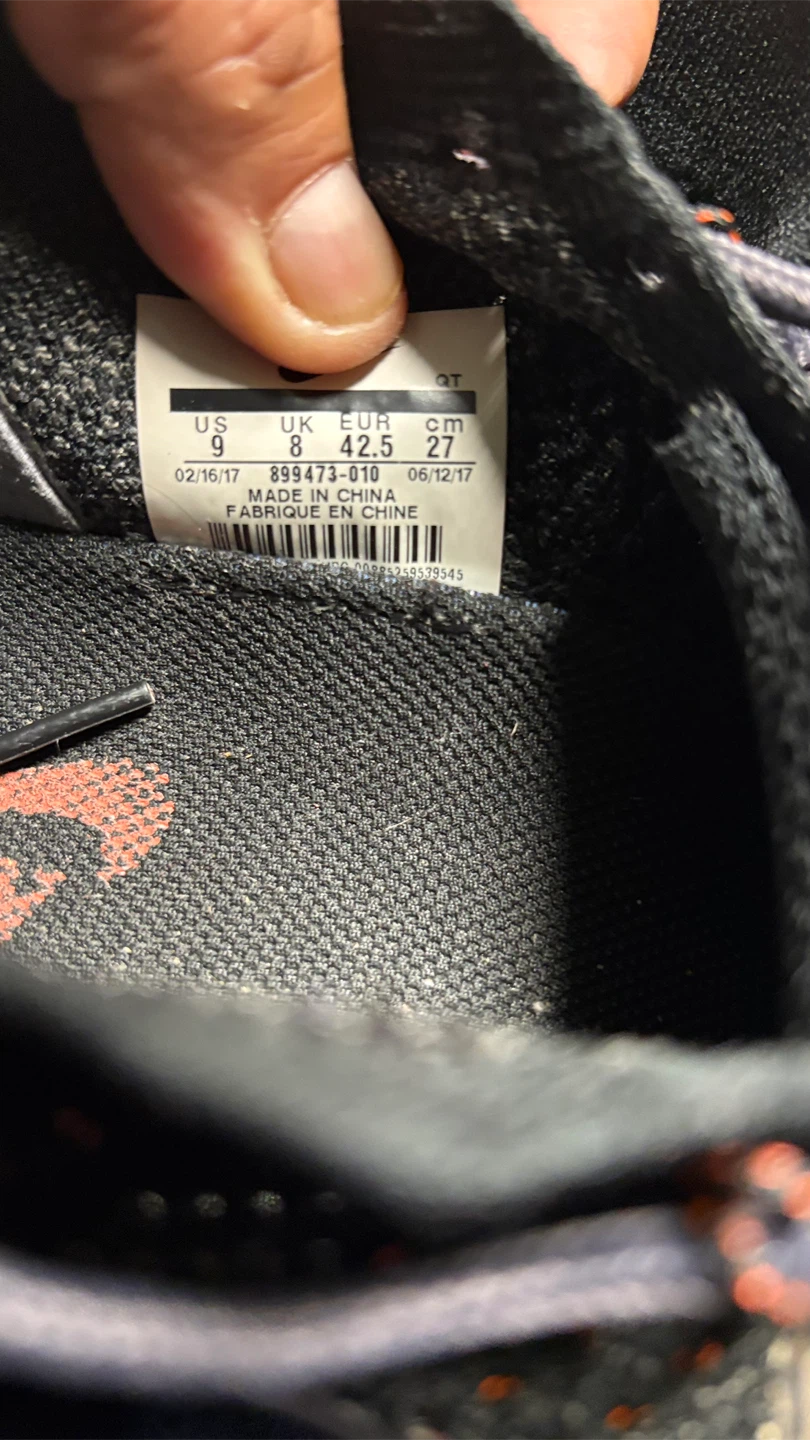 QT
US UK EUR cm
9 8 42.5 27
02/16/17 899473-010 06/12/17
MADE IN CHINA
FABRIQUE EN CHINE
00885259539545